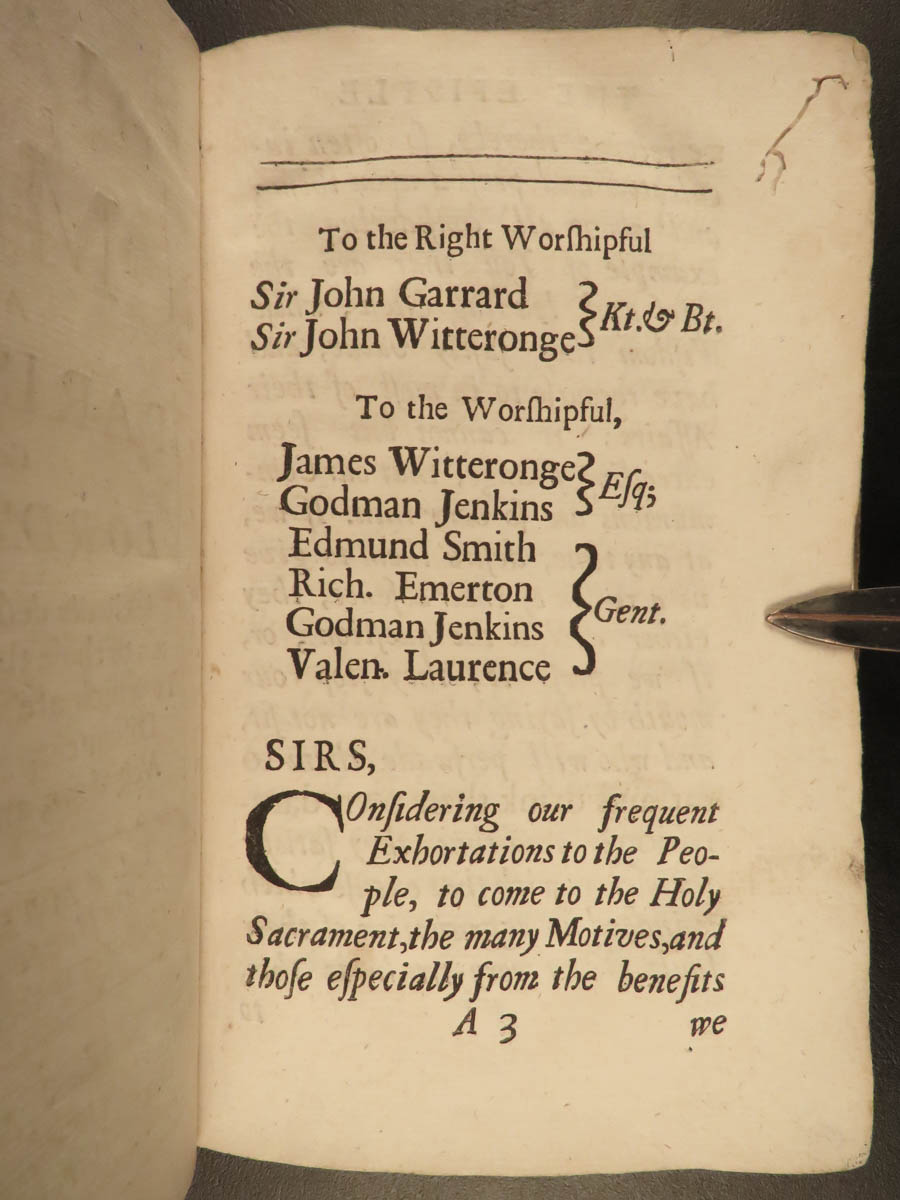 To the Right Worſhipful
Sir John Garrard
Sir John Witteronge } Kt. & Bt.
To the Worſhipful,
James Witteronge
Godman Jenkins } Eſq;
Edmund Smith
Rich. Emerton
Godman Jenkins } Gent.
Valen. Laurence
SIRS,
COnſidering our frequent
Exhortations to the Peo-
ple, to come to the Holy
Sacrament, the many Motives, and
thoſe eſpecially from the benefits
A 3 we